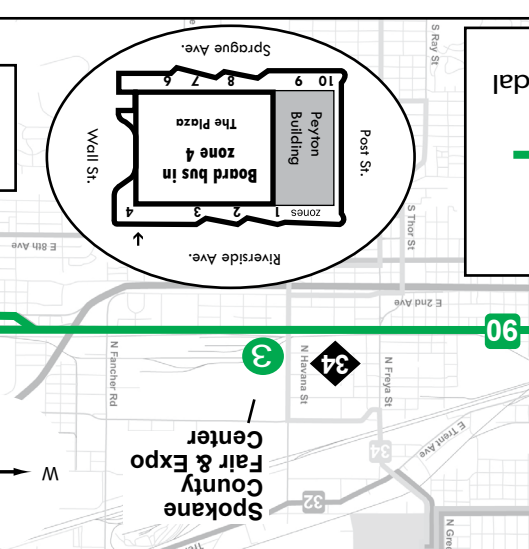 N Gre
32
Spokane
County
Fair & Expo
Center
W
34
E Trent Ave
N Freya St
N Havana St
N Fancher Rd
34
3
90
E 2nd Ave
E 8th Ave
S Thor St
S Ray St
Riverside Ave.
zones
1
2
3
4
Board bus in
zone 4
The Plaza
Peyton
Building
Post St.
Wall St.
10
9
8
7
6
Sprague Ave.
dal